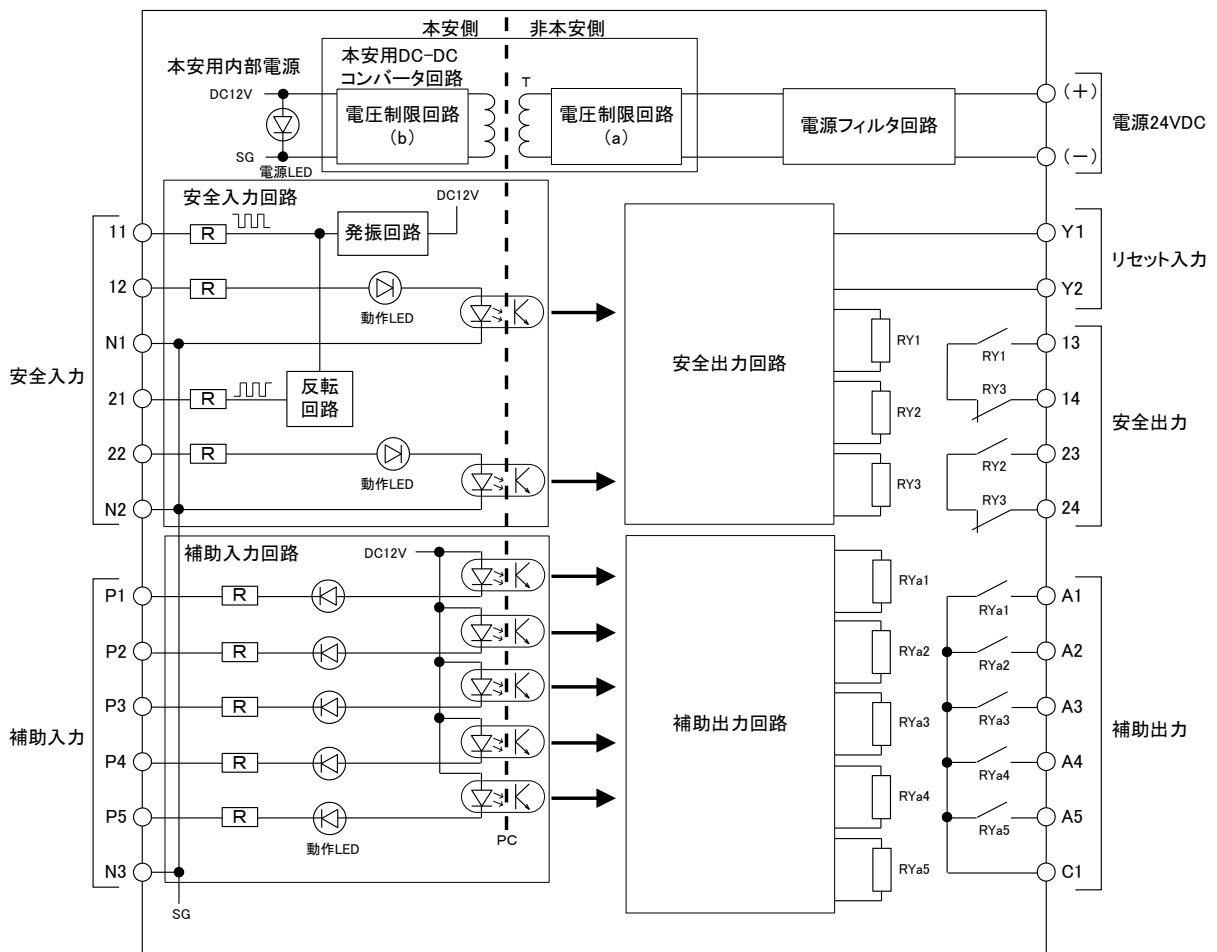 本安側
非本安側
本安用DC-DC
コンバータ回路
本安用内部電源
DC12V
SG
電源LED
電圧制限回路
(b)
T
電圧制限回路
(a)
電源フィルタ回路
(+)
(-)
電源24VDC
安全入力回路
DC12V
発振回路
11
R
12
R
動作LED
N1
安全入力
21
R
反転
回路
22
R
動作LED
N2
安全出力回路
RY1
RY2
RY3
Y1
Y2
リセット入力
13
RY1
RY3
14
安全出力
23
RY2
RY3
24
補助入力回路
DC12V
P1
R
P2
R
P3
R
補助入力
P4
R
P5
R
動作LED
PC
N3
SG
補助出力回路
RYa1
RYa2
RYa3
RYa4
RYa5
A1
RYa1
A2
RYa2
A3
RYa3
補助出力
A4
RYa4
A5
RYa5
C1